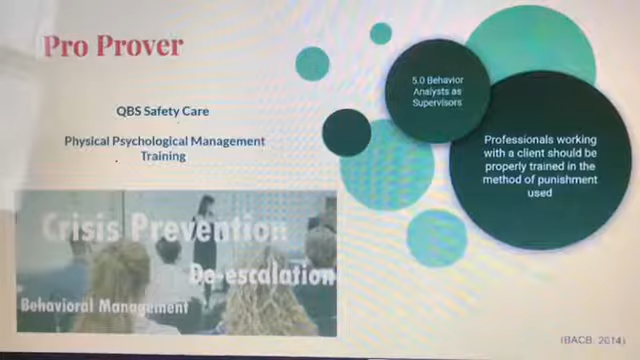 Pro Prover
QBS Safety Care
Physical Psychological Management
Training
5.0 Behavior
Analysts as
Supervisors
Professionals working
with a client should be
properly trained in the
method of punishment
used
Crisis Prevention
De-escalation
Behavioral Management
(BACB, 2014)